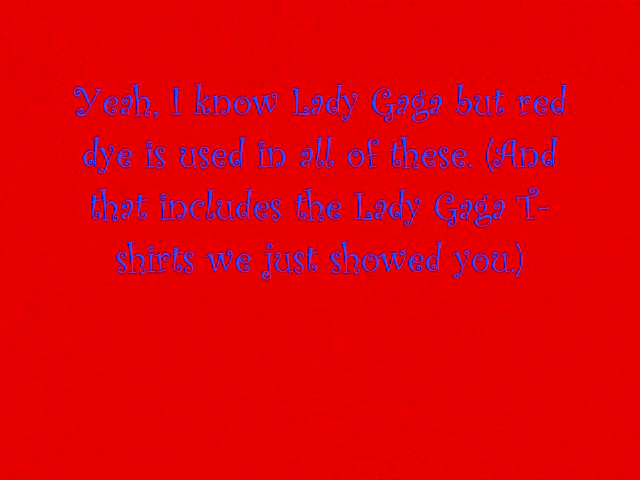 Yeah, I know Lady Gaga but red
dye is used in all of these. (And
that includes the Lady Gaga T-
shirts we just showed you.)